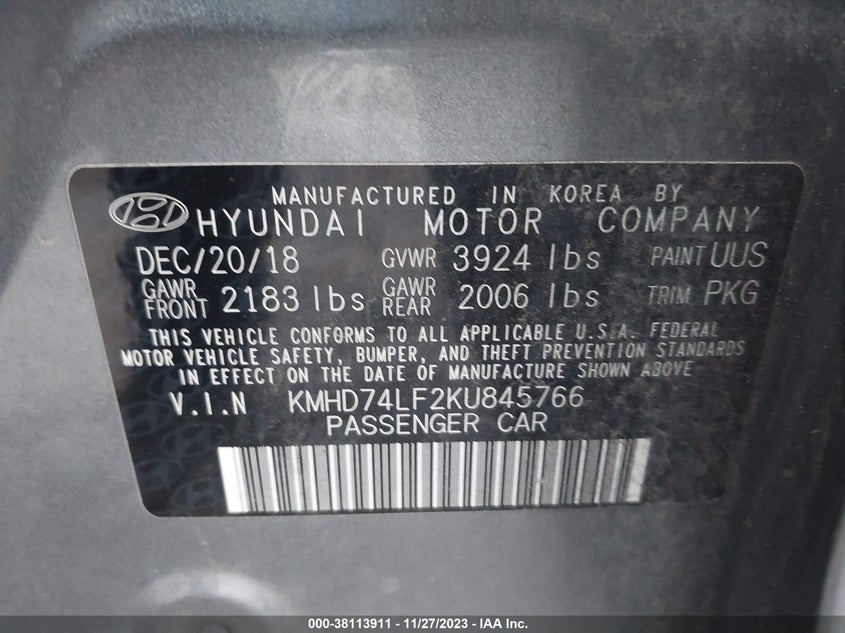 MANUFACTURED IN KOREA BY
HYUNDAI MOTOR COMPANY
DEC/20/18 GVWR 3924 lbs PAINT UUS
GAWR FRONT 2183 lbs GAWR REAR 2006 lbs TRIM PKG
THIS VEHICLE CONFORMS TO ALL APPLICABLE U.S.A. FEDERAL
MOTOR VEHICLE SAFETY, BUMPER, AND THEFT PREVENTION STANDARDS
IN EFFECT ON THE DATE OF MANUFACTURE SHOWN ABOVE
V.I.N KMHD74LF2KU845766
PASSENGER CAR
000-38113911 - 11/27/2023 - IAA Inc.